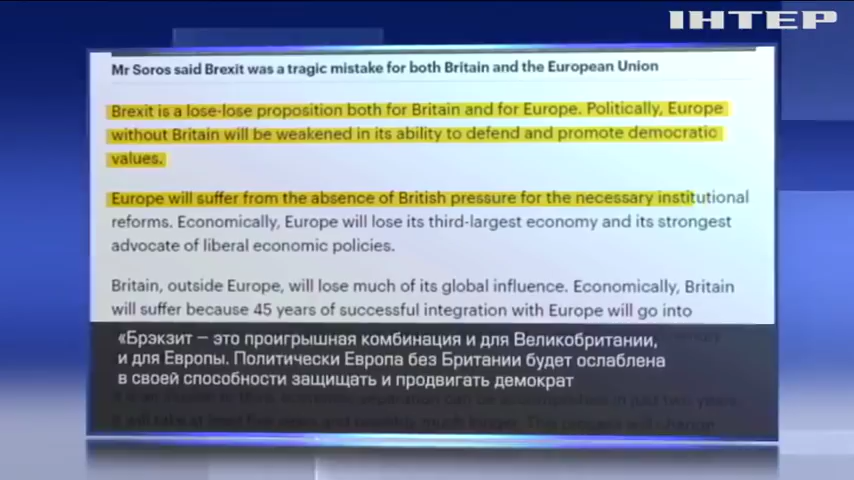 ІНТЕР
Mr Soros said Brexit was a tragic mistake for both Britain and the European Union
Brexit is a lose-lose proposition both for Britain and for Europe. Politically, Europe
without Britain will be weakened in its ability to defend and promote democratic
values.
Europe will suffer from the absence of British pressure for the necessary institutional
reforms. Economically, Europe will lose its third-largest economy and its strongest
advocate of liberal economic policies.
Britain, outside Europe, will lose much of its global influence. Economically, Britain
will suffer because 45 years of successful integration with Europe will go into
«Брэкзит – это проигрышная комбинация и для Великобритании,
и для Европы. Политически Европа без Британии будет ослаблена
в своей способности защищать и продвигать демократ